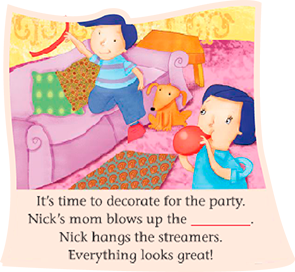 It's time to decorate for the party.
Nick's mom blows up the ________.
Nick hangs the streamers.
Everything looks great!